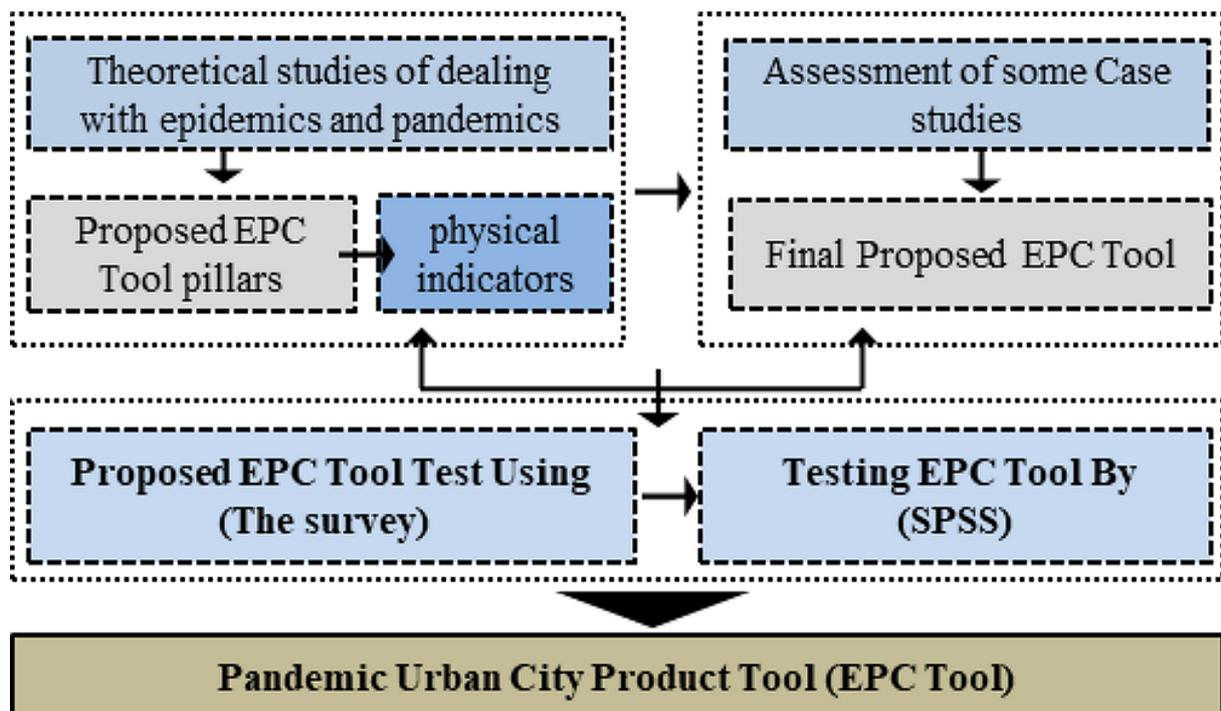 Theoretical studies of dealing
with epidemics and pandemics
Proposed EPC
Tool pillars
physical
indicators
Assessment of some Case
studies
Final Proposed EPC Tool
Proposed EPC Tool Test Using
(The survey)
Testing EPC Tool By
(SPSS)
Pandemic Urban City Product Tool (EPC Tool)